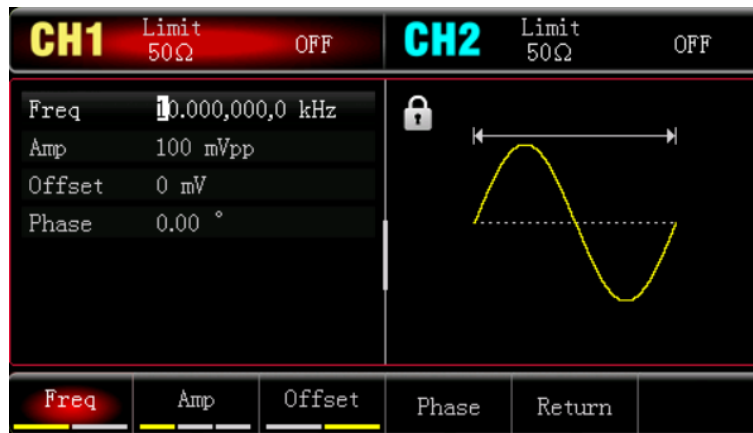 CH1 Limit 50Ω OFF CH2 Limit 50Ω OFF
Freq 10.000,000,0 kHz
Amp 100 mVpp
Offset 0 mV
Phase 0.00 °
Freq Amp Offset Phase Return